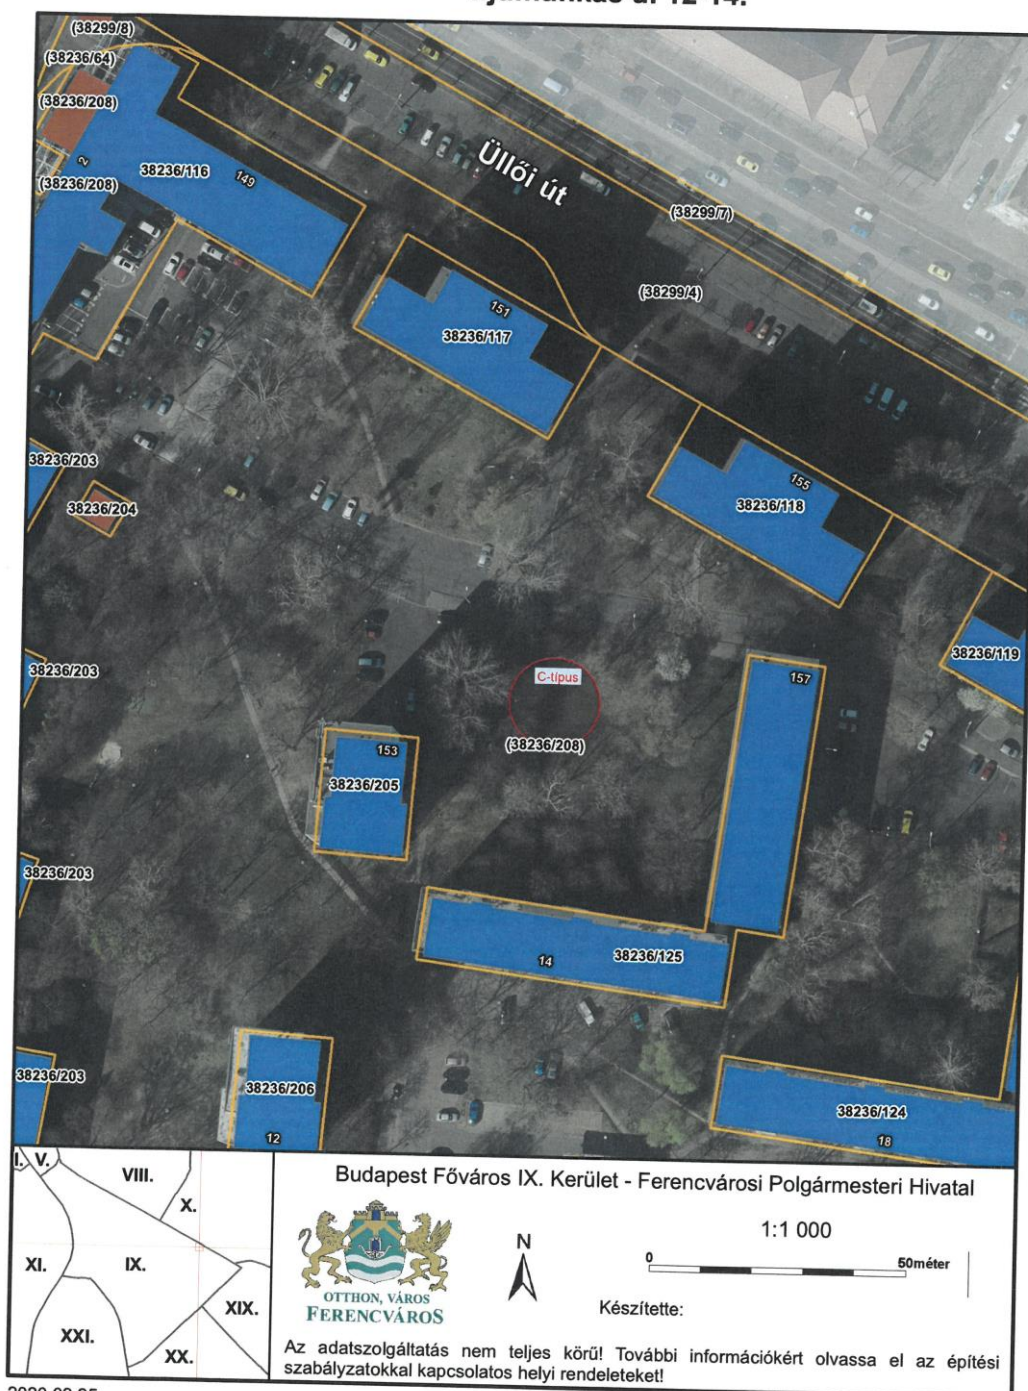 12-14.
(38299/8)
(38236/64)
(38236/208)
2
38236/116
149
(38236/208)
Üllői út
(38299/7)
(38299/4)
151
38236/117
155
38236/118
38236/203
38236/204
38236/119
157
38236/203
C-típus
(38236/208)
153
38236/205
38236/203
38236/125
14
38236/203
38236/206
12
38236/124
18
I. V. VIII. X.
XI. IX. XIX.
XXI. XX.
Budapest Főváros IX. Kerület - Ferencvárosi Polgármesteri Hivatal
OTTHON, VÁROS
FERENCVÁROS
N
1:1 000
0 50méter
Készítette:
Az adatszolgáltatás nem teljes körű! További információkért olvassa el az építési
szabályzatokkal kapcsolatos helyi rendeleteket!